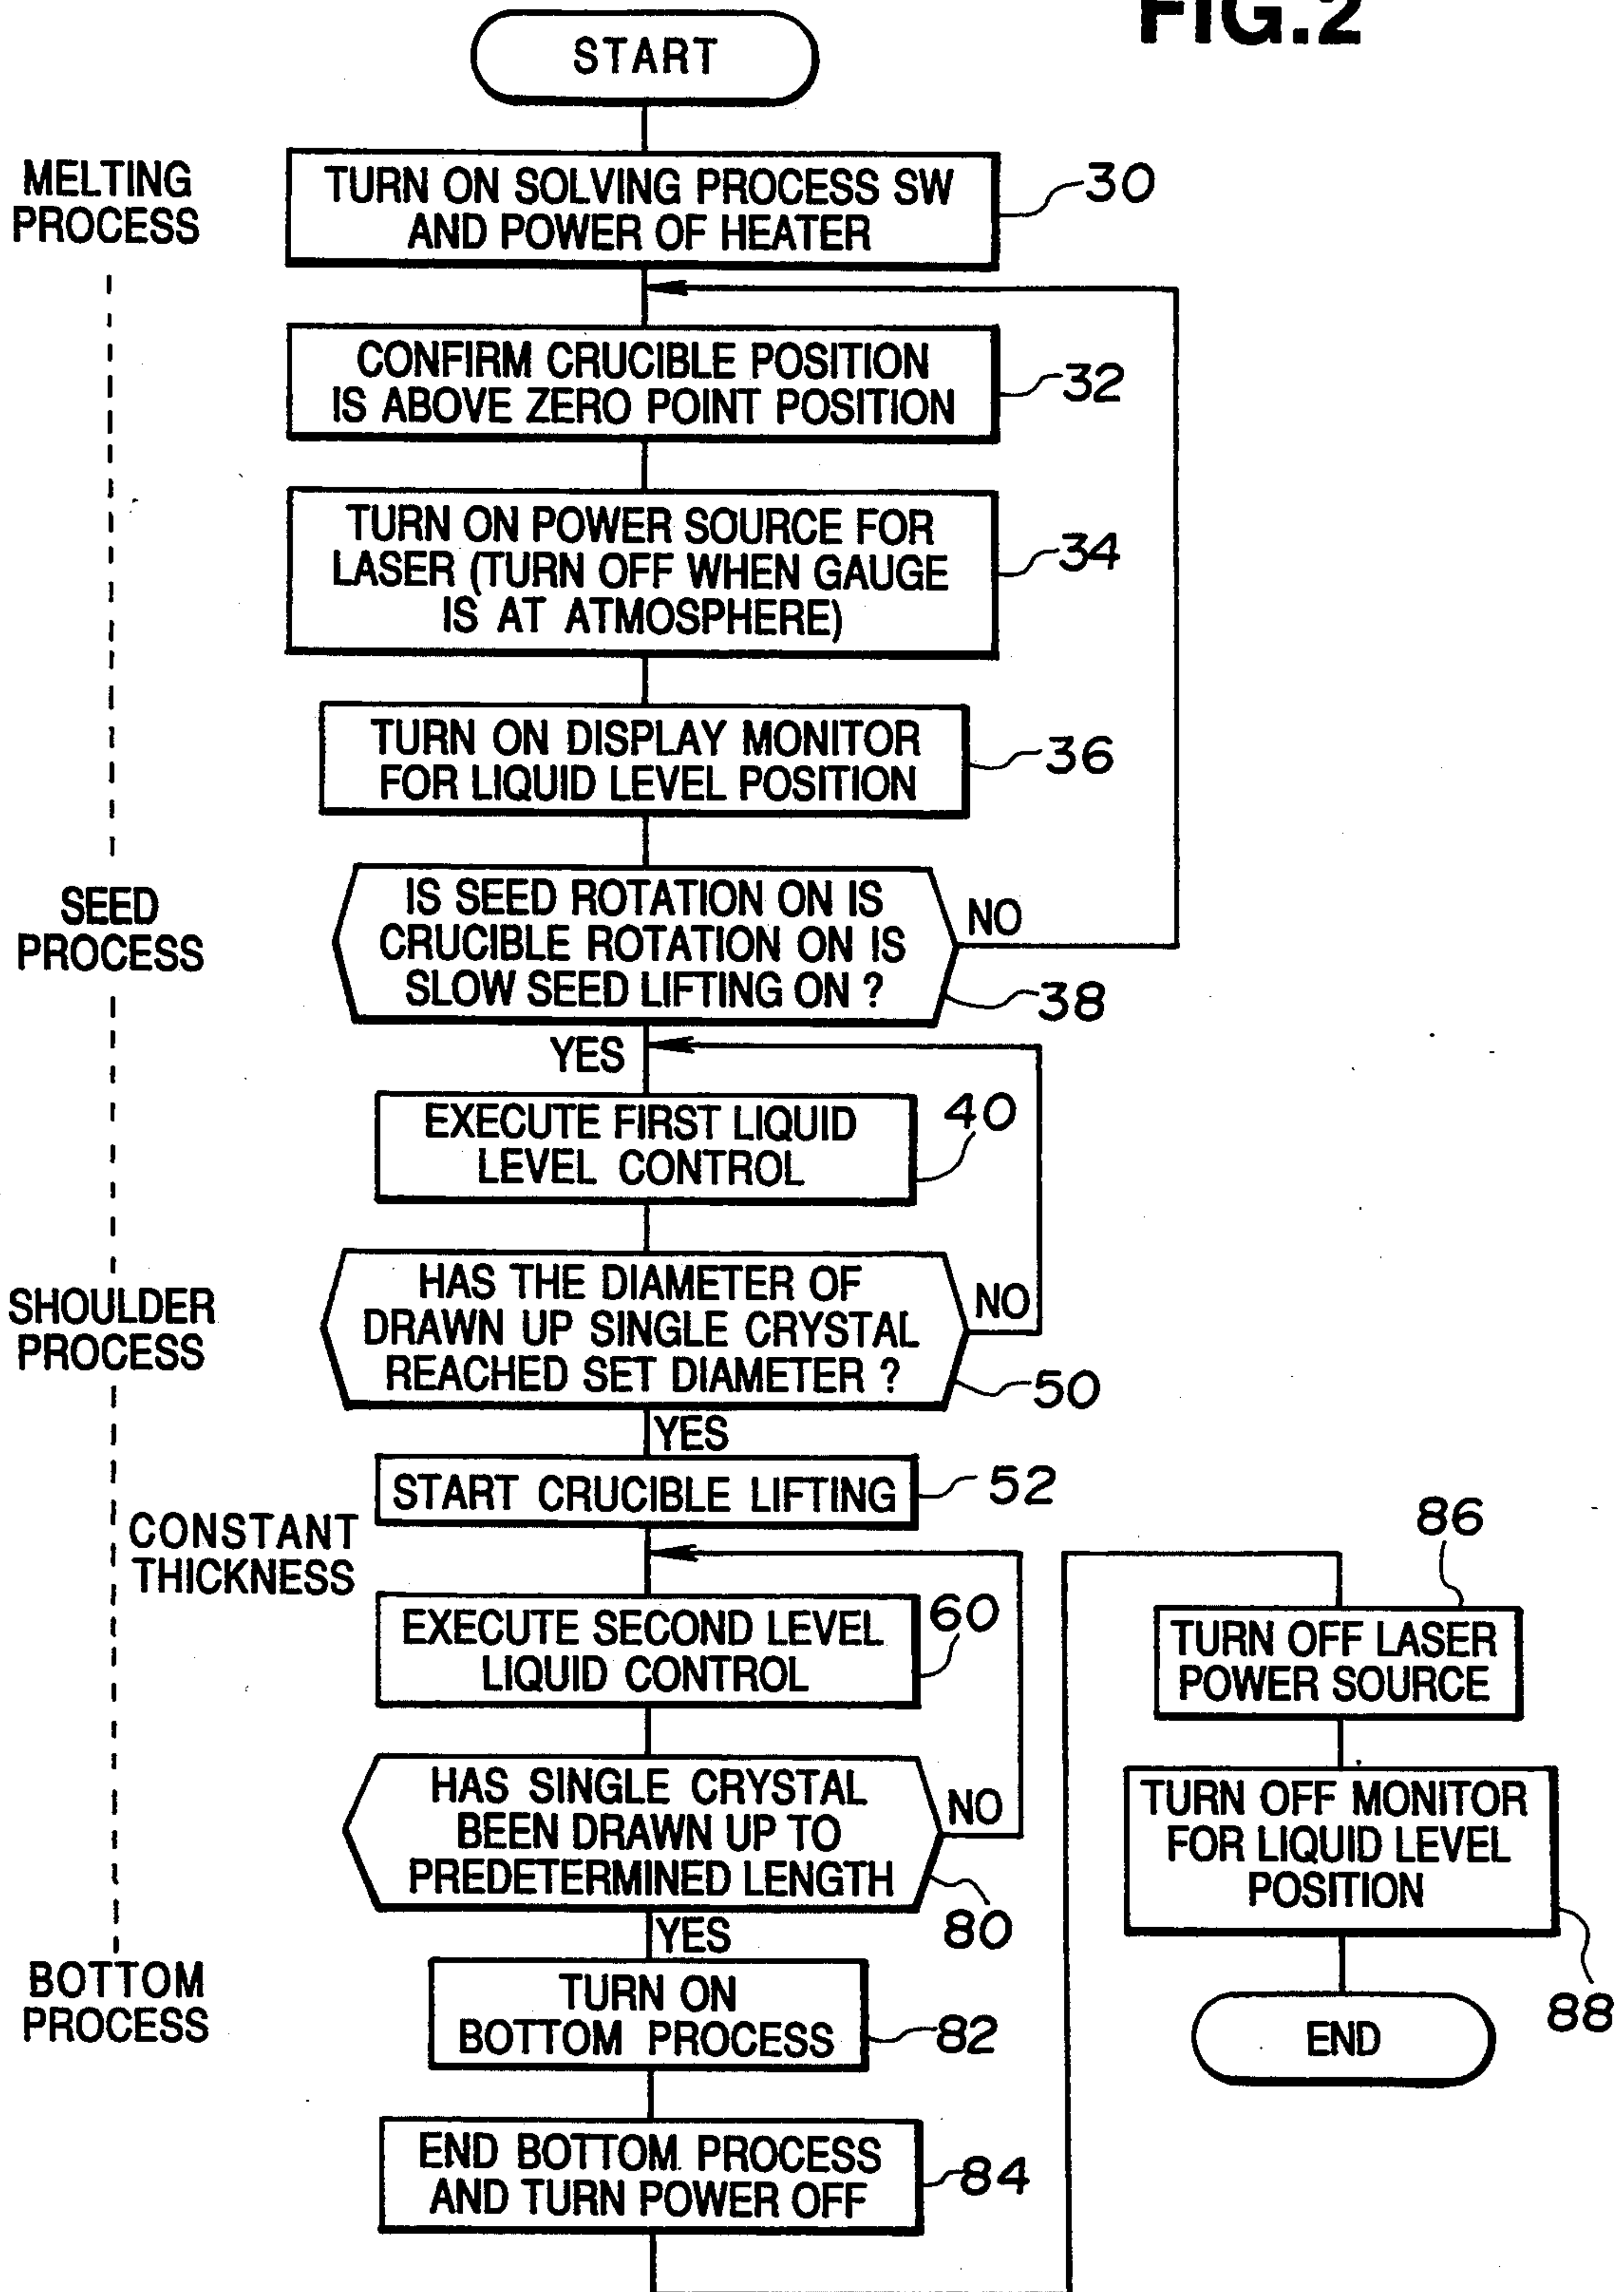 FIG.2
START
MELTING
PROCESS
TURN ON SOLVING PROCESS SW
AND POWER OF HEATER
30
CONFIRM CRUCIBLE POSITION
IS ABOVE ZERO POINT POSITION
32
TURN ON POWER SOURCE FOR
LASER (TURN OFF WHEN GAUGE
IS AT ATMOSPHERE)
34
TURN ON DISPLAY MONITOR
FOR LIQUID LEVEL POSITION
36
SEED
PROCESS
IS SEED ROTATION ON IS
CRUCIBLE ROTATION ON IS
SLOW SEED LIFTING ON ?
NO
38
YES
EXECUTE FIRST LIQUID
LEVEL CONTROL
40
SHOULDER
PROCESS
HAS THE DIAMETER OF
DRAWN UP SINGLE CRYSTAL
REACHED SET DIAMETER ?
NO
50
YES
START CRUCIBLE LIFTING
52
CONSTANT
THICKNESS
EXECUTE SECOND LEVEL
LIQUID CONTROL
60
HAS SINGLE CRYSTAL
BEEN DRAWN UP TO
PREDETERMINED LENGTH
NO
80
YES
BOTTOM
PROCESS
TURN ON
BOTTOM PROCESS
82
END BOTTOM PROCESS
AND TURN POWER OFF
84
86
TURN OFF LASER
POWER SOURCE
TURN OFF MONITOR
FOR LIQUID LEVEL
POSITION
88
END